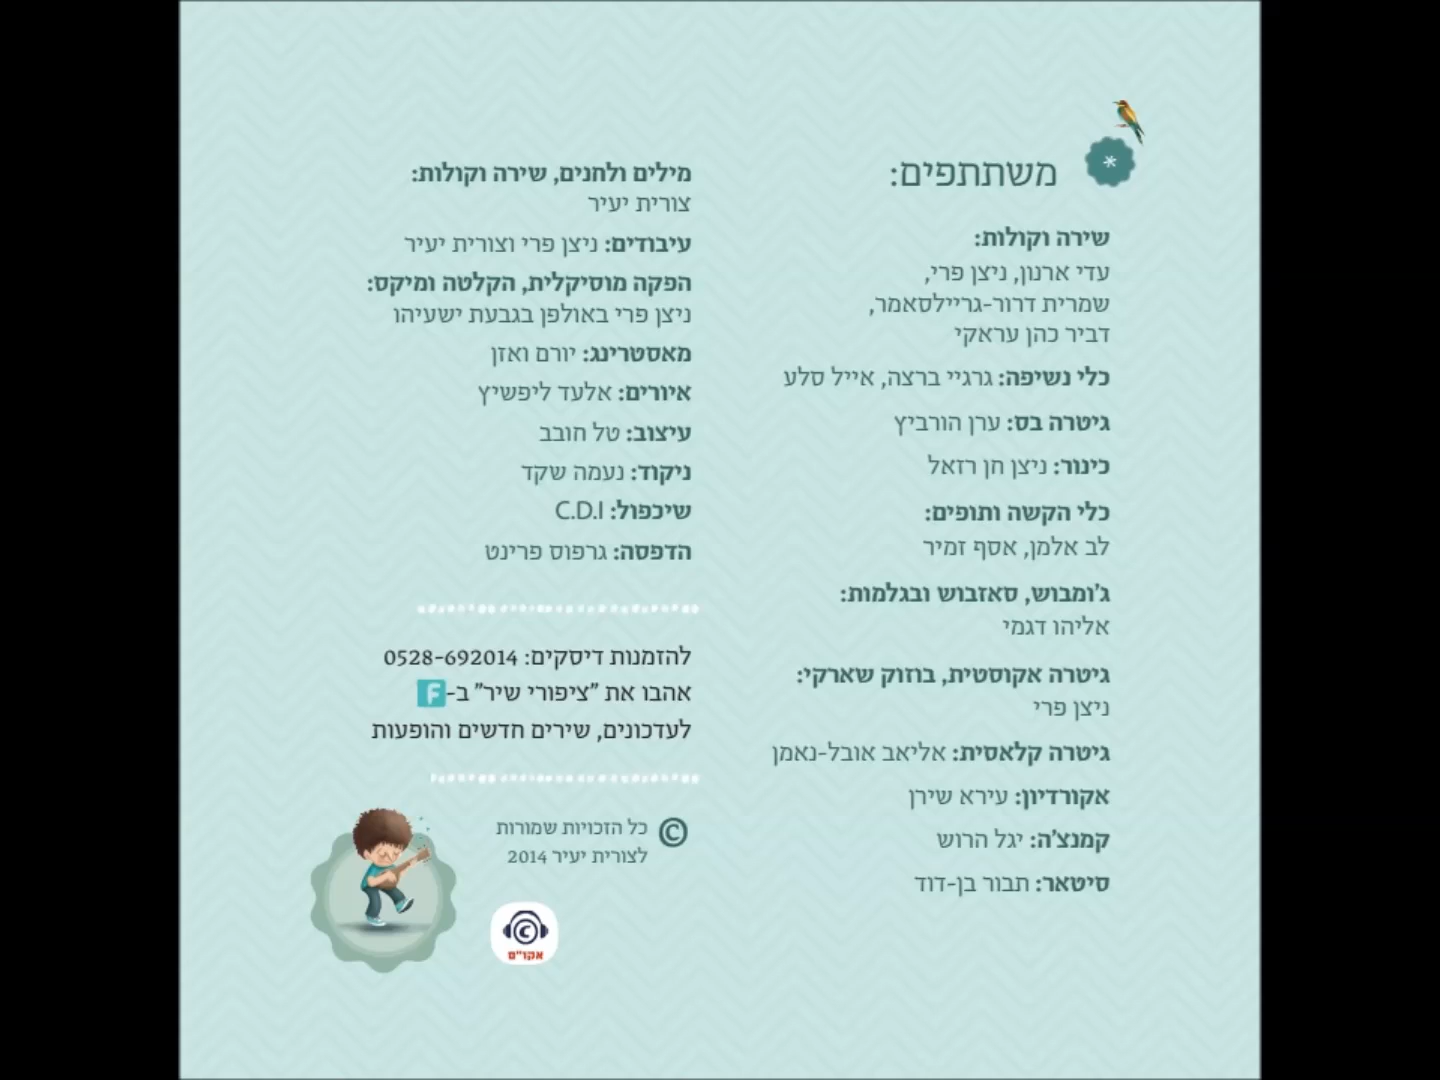 משתתפים:
שירה וקולות:
עדי ארנון, ניצן פרי,
שמרית דרור-גריילסאמר,
דביר כהן עראקי
כלי נשיפה: גרגיי ברצה, אייל סלע
גיטרה בס: ערן הורביץ
כינור: ניצן חן רזאל
כלי הקשה ותופים:
לב אלמן, אסף זמיר
ג'ומבוש, סאזבוש ובגלמות:
אליהו דגמי
גיטרה אקוסטית, בוזוק שארקי:
ניצן פרי
גיטרה קלאסית: אליאב אובל-נאמן
אקורדיון: עירא שירן
קמנצ'ה: יגל הרוש
סיטאר: תבור בן-דוד
מילים ולחנים, שירה וקולות:
צורית יעיר
עיבודים: ניצן פרי וצורית יעיר
הפקה מוסיקלית, הקלטה ומיקס:
ניצן פרי באולפן בגבעת ישעיהו
מאסטרינג: יורם ואזן
איורים: אלעד ליפשיץ
עיצוב: טל חובב
ניקוד: נעמה שקד
שיכפול: C.D.I
הדפסה: גרפוס פרינט
להזמנות דיסקים: 0528-692014
אהבו את "ציפורי שיר" ב-F
לעדכונים, שירים חדשים והופעות
© כל הזכויות שמורות
לצורית יעיר 2014
אקו"ם